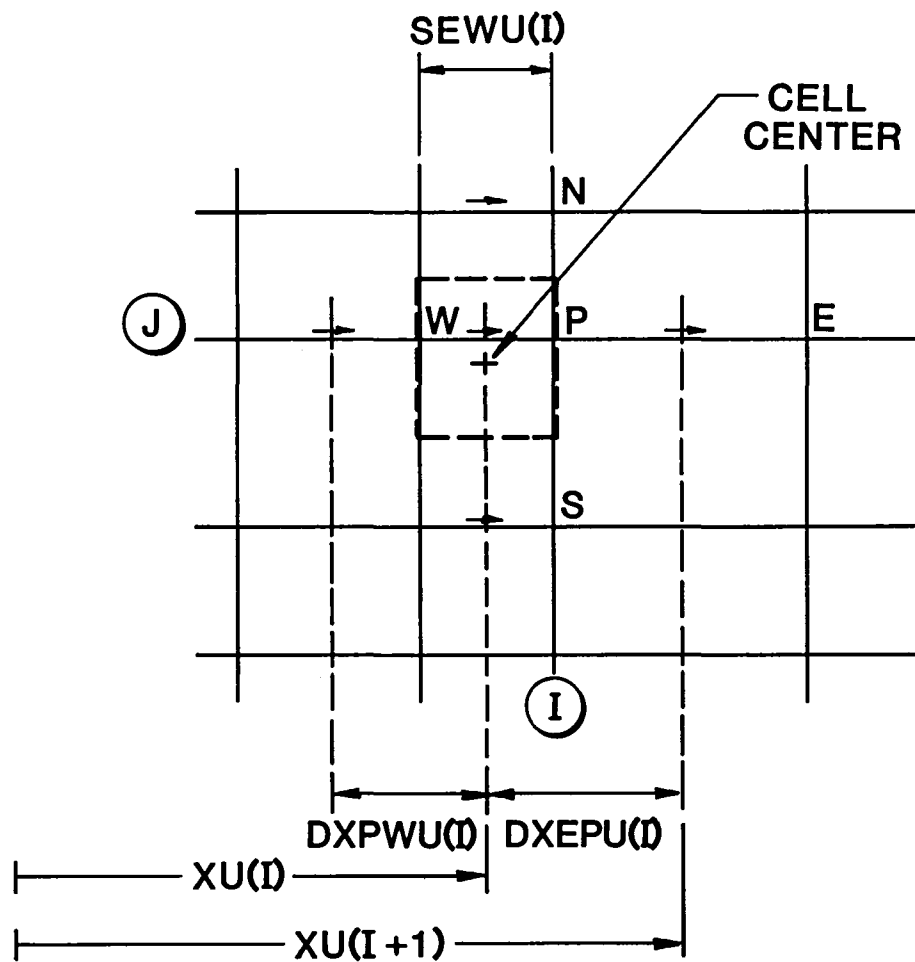 SEWU(I)
CELL
CENTER
N
J
W
P
E
S
I
DXPWU(I)
DXEPU(I)
XU(I)
XU(I+1)